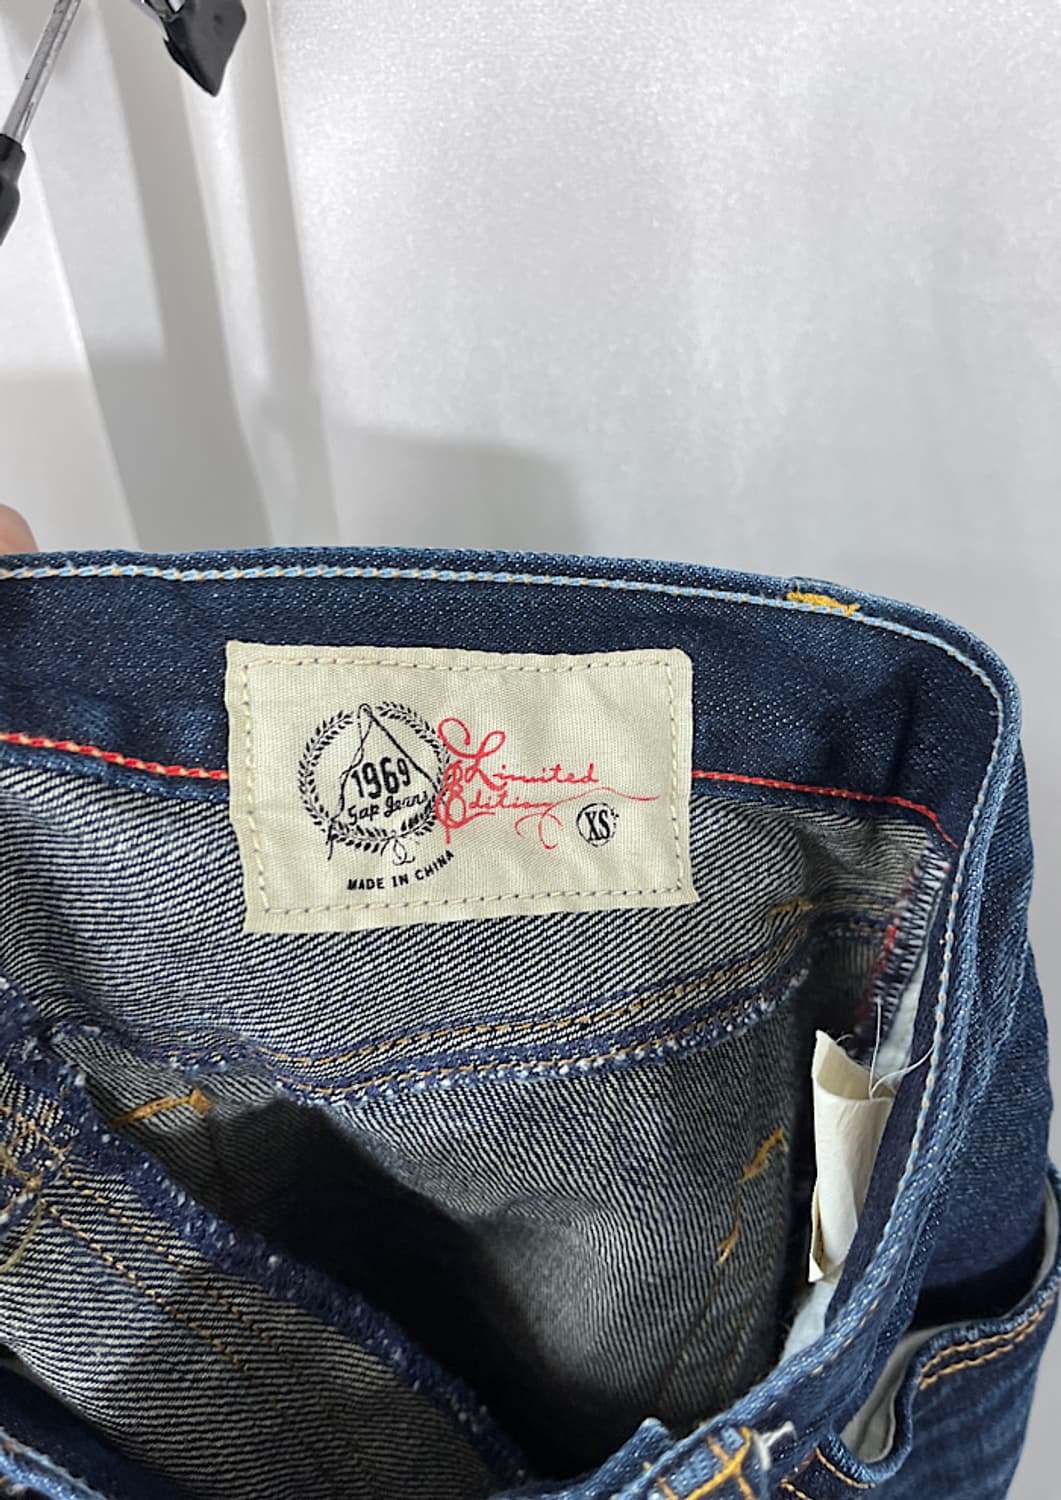 1969
Gap Jeans
MADE IN CHINA
Limited
Edition
XS